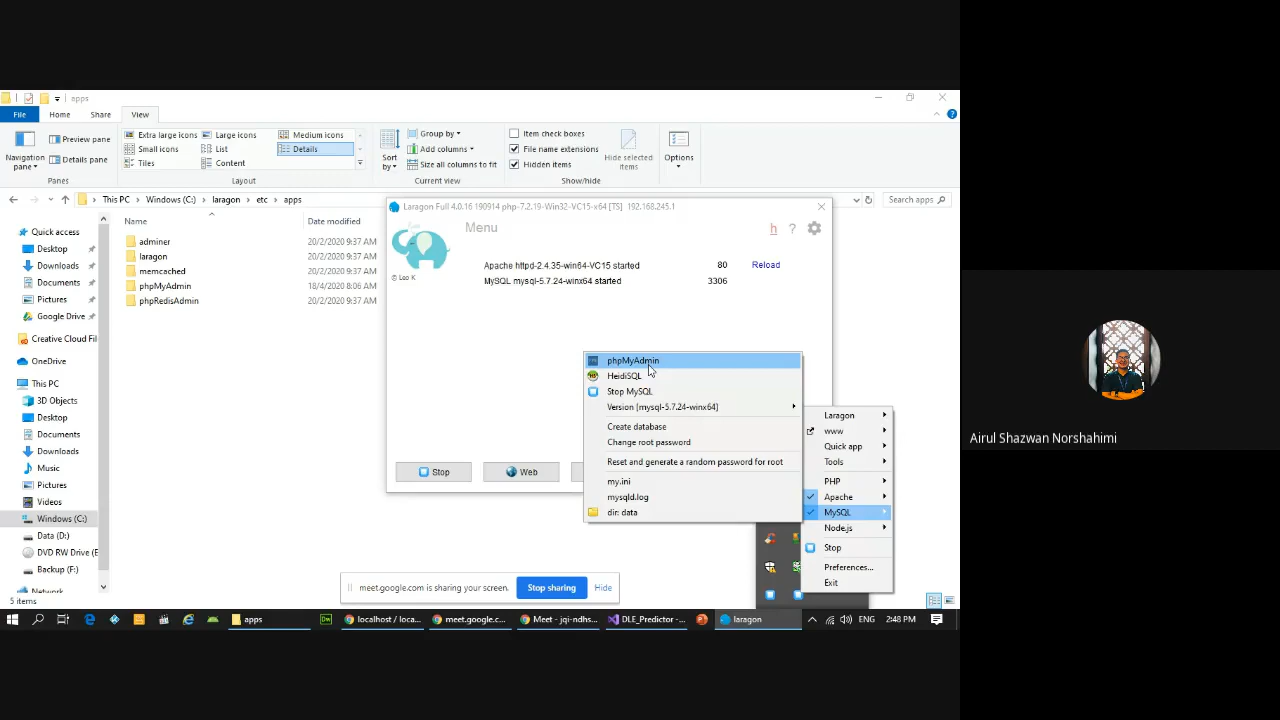 apps
File
Home
Share
View
Navigation pane
Preview pane
Details pane
Panes
Extra large icons
Large icons
Medium icons
Small icons
List
Details
Tiles
Content
Layout
Sort by
Group by
Add columns
Size all columns to fit
Current view
Item check boxes
File name extensions
Hidden items
Hide selected items
Show/hide
Options
This PC > Windows (C:) > laragon > etc > apps
Search apps
Quick access
Desktop
Downloads
Documents
Pictures
Google Drive
Creative Cloud Fil
OneDrive
This PC
3D Objects
Desktop
Documents
Downloads
Music
Pictures
Videos
Windows (C:)
Data (D:)
DVD RW Drive (E
Backup (F:)
Network
5 items
Name
Date modified
adminer
20/2/2020 9:37 AM
laragon
20/2/2020 9:37 AM
memcached
20/2/2020 9:37 AM
phpMyAdmin
18/4/2020 8:06 AM
phpRedisAdmin
20/2/2020 9:37 AM
Laragon Full 4.0.16 190914 php-7.2.19-Win32-VC15-x64 [TS] 192.168.245.1
Menu
h
?
© Leo K
Apache httpd-2.4.35-win64-VC15 started
80
Reload
MySQL mysql-5.7.24-winx64 started
3306
Stop
Web
phpMyAdmin
HeidiSQL
Stop MySQL
Version [mysql-5.7.24-winx64]
Create database
Change root password
Reset and generate a random password for root
my.ini
mysqld.log
dir: data
Laragon
www
Quick app
Tools
PHP
Apache
MySQL
Node.js
Stop
Preferences...
Exit
meet.google.com is sharing your screen.
Stop sharing
Hide
apps
localhost / loca...
meet.google.c...
Meet - jqi-ndhs...
DLE_Predictor -...
laragon
ENG
2:48 PM
Airul Shazwan Norshahimi